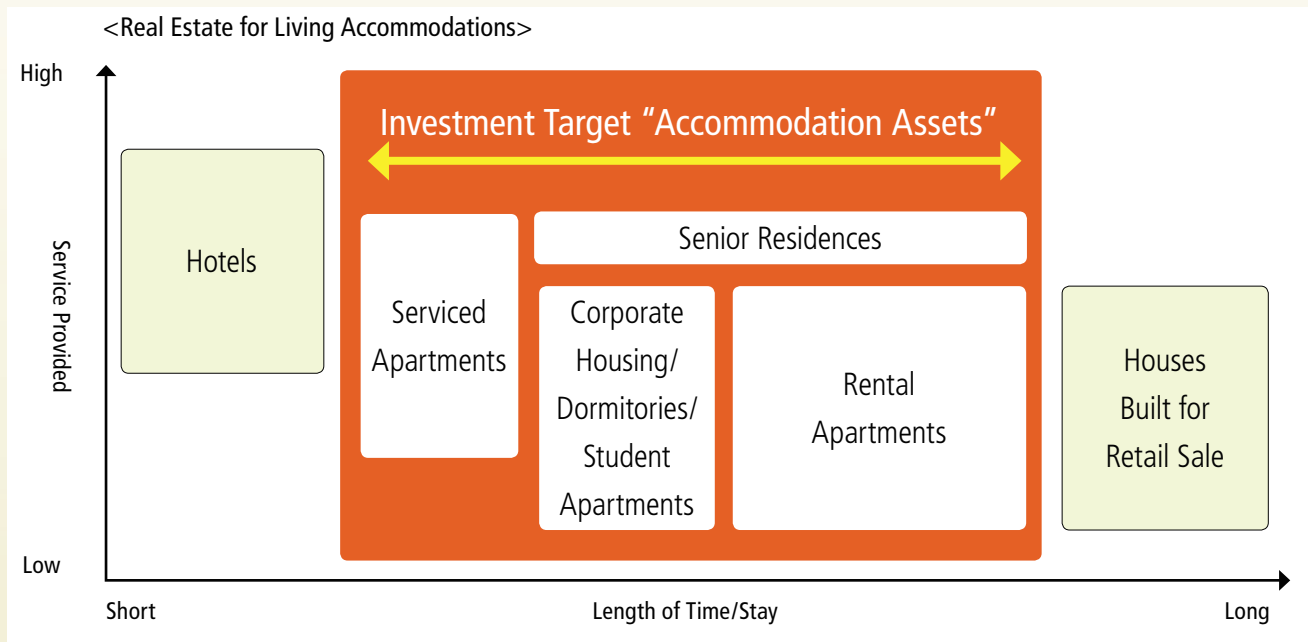 <Real Estate for Living Accommodations>
High
Investment Target “Accommodation Assets”
Service Provided
Hotels
Serviced
Apartments
Senior Residences
Corporate
Housing/
Dormitories/
Student
Apartments
Rental
Apartments
Houses
Built for
Retail Sale
Low
Short
Length of Time/Stay
Long